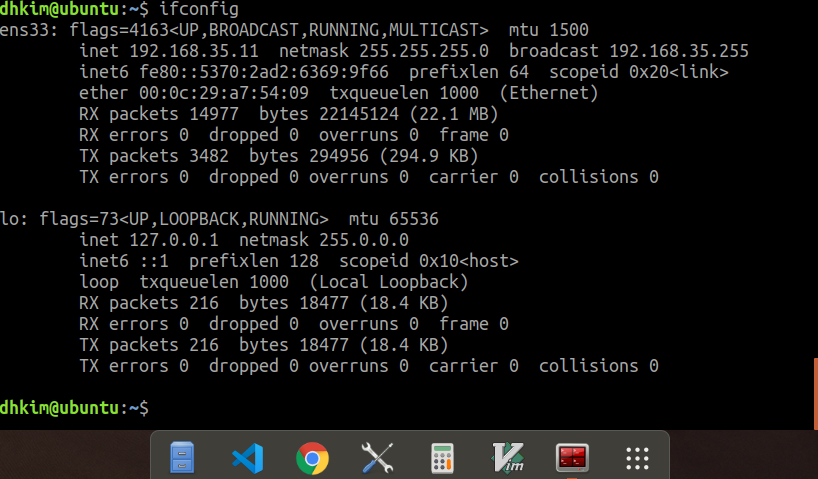 dhkim@ubuntu:~$ ifconfig
ens33: flags=4163<UP,BROADCAST,RUNNING,MULTICAST>  mtu 1500
        inet 192.168.35.11  netmask 255.255.255.0  broadcast 192.168.35.255
        inet6 fe80::5370:2ad2:6369:9f66  prefixlen 64  scopeid 0x20<link>
        ether 00:0c:29:a7:54:09  txqueuelen 1000  (Ethernet)
        RX packets 14977  bytes 22145124 (22.1 MB)
        RX errors 0  dropped 0  overruns 0  frame 0
        TX packets 3482  bytes 294956 (294.9 KB)
        TX errors 0  dropped 0 overruns 0  carrier 0  collisions 0

lo: flags=73<UP,LOOPBACK,RUNNING>  mtu 65536
        inet 127.0.0.1  netmask 255.0.0.0
        inet6 ::1  prefixlen 128  scopeid 0x10<host>
        loop  txqueuelen 1000  (Local Loopback)
        RX packets 216  bytes 18477 (18.4 KB)
        RX errors 0  dropped 0  overruns 0  frame 0
        TX packets 216  bytes 18477 (18.4 KB)
        TX errors 0  dropped 0 overruns 0  carrier 0  collisions 0

dhkim@ubuntu:~$
Vim